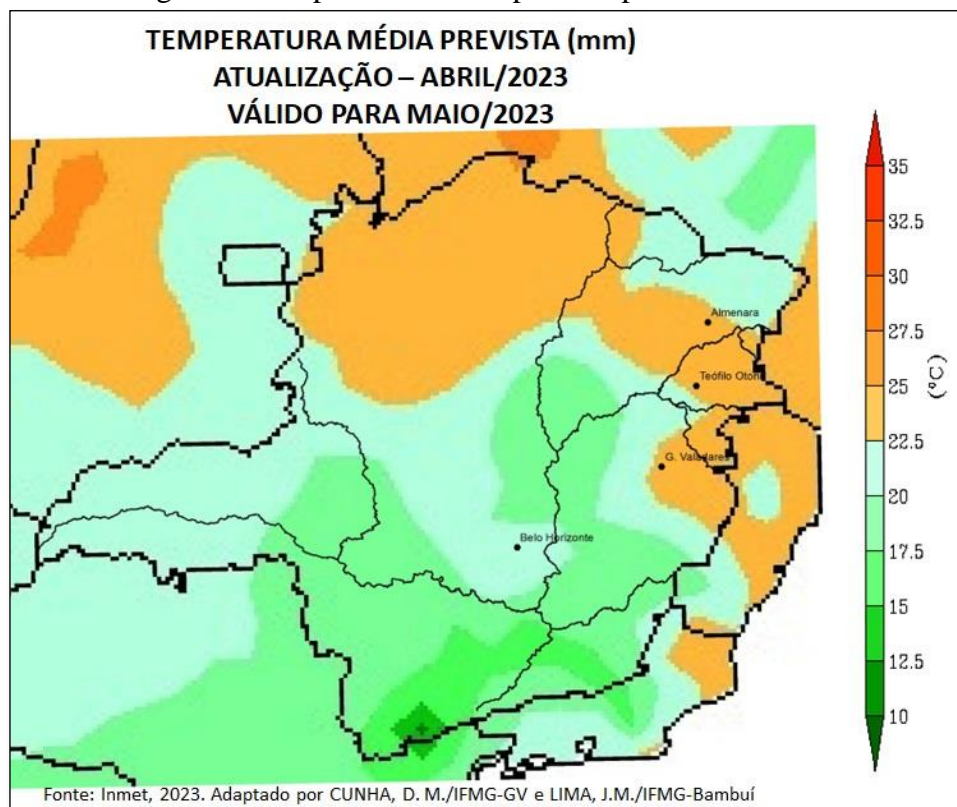 TEMPERATURA MÉDIA PREVISTA (mm)
ATUALIZAÇÃO – ABRIL/2023
VÁLIDO PARA MAIO/2023
35
32.5
30
27.5
25
22.5
20
17.5
15
12.5
10
(ºC)
Almenara
Teófilo Otoni
G. Valadares
Belo Horizonte
Fonte: Inmet, 2023. Adaptado por CUNHA, D. M./IFMG-GV e LIMA, J.M./IFMG-Bambuí